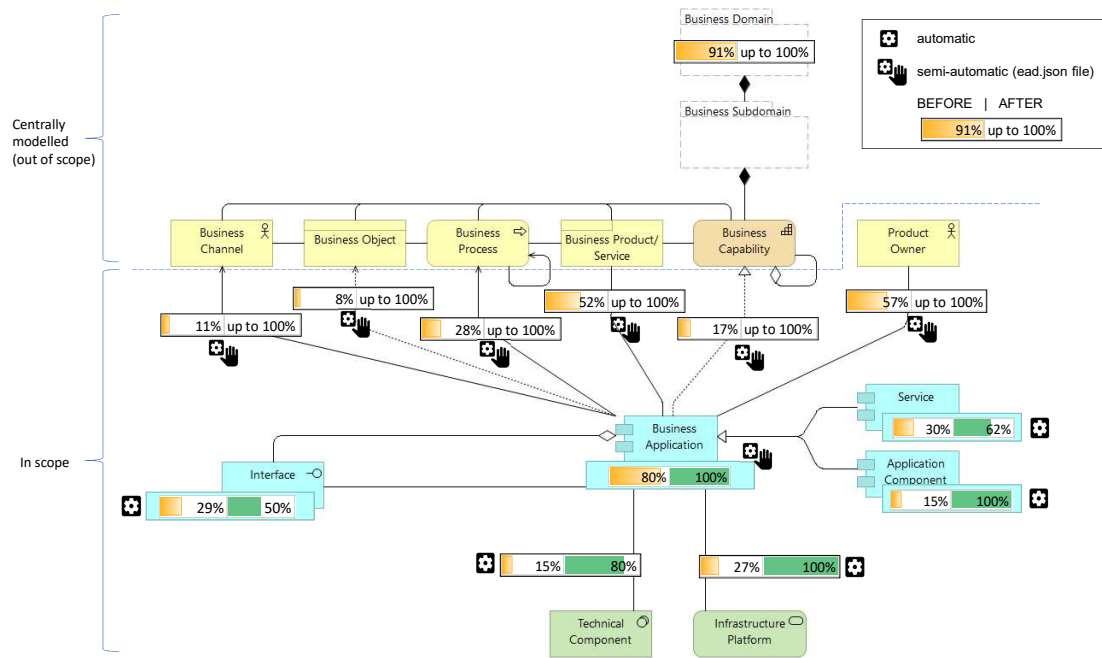 Business Domain
91% up to 100%
automatic
semi-automatic (ead.json file)
BEFORE | AFTER
91% up to 100%
Business Subdomain
Centrally
modelled
(out of scope)
Business
Channel
Business Object
Business
Process
Business Product/
Service
Business
Capability
Product
Owner
8% up to 100%
52% up to 100%
57% up to 100%
11% up to 100%
28% up to 100%
17% up to 100%
Service
30% 62%
Business
Application
80% 100%
In scope
Interface
29% 50%
Application
Component
15% 100%
15% 80%
27% 100%
Technical
Component
Infrastructure
Platform